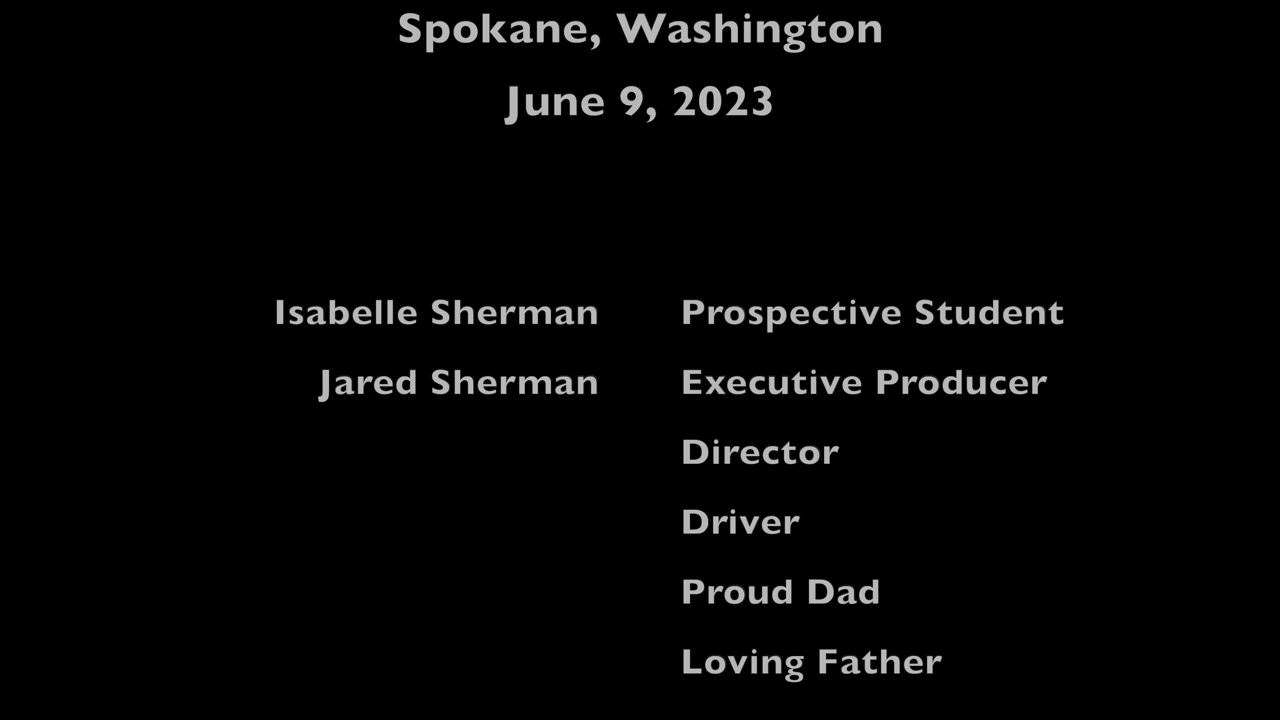 Spokane, Washington
June 9, 2023
Isabelle Sherman Prospective Student
Jared Sherman Executive Producer
Director
Driver
Proud Dad
Loving Father